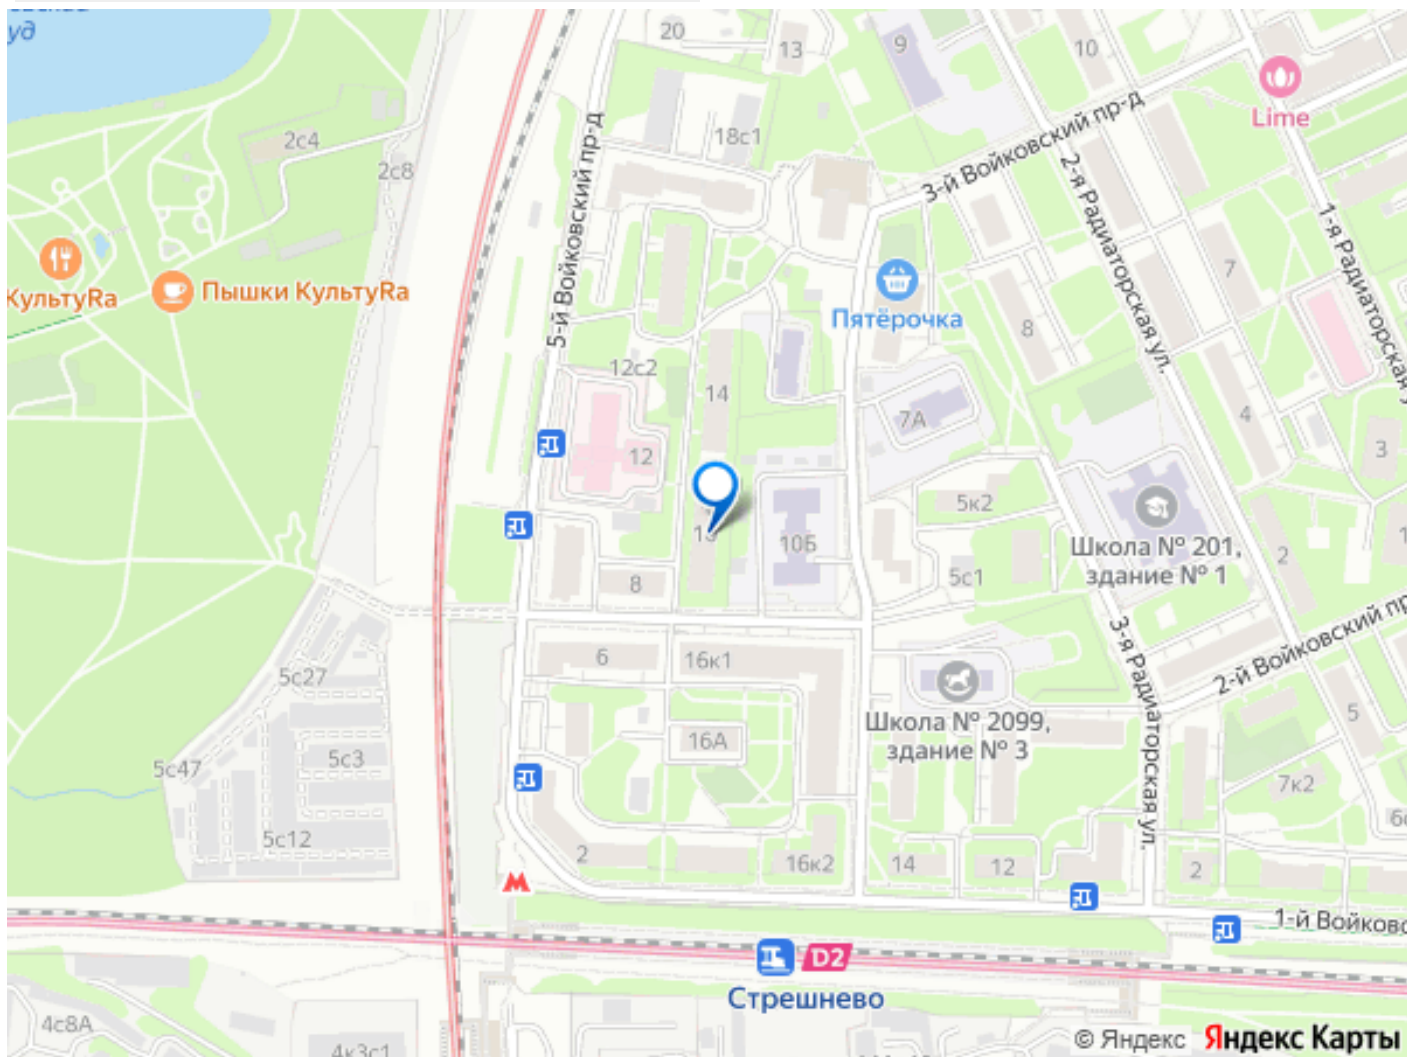 уд
20
13
9
10
Lime
2с4
2с8
18с1
3-й Войковский пр-д
2-я Радиаторская ул.
1-я Радиаторская
5-й Войковский пр-д
КультуRa
Пышки КультуRa
Пятёрочка
7
8
12с2
14
7А
4
3
12
5к2
10Б
Школа № 201,
здание № 1
2
8
5с1
3-я Радиаторская ул.
2-й Войковский пр
6
16к1
5с27
Школа № 2099,
здание № 3
5
16А
5с47
5с3
7к2
5с12
2
16к2
14
12
2
1-й Войковс
D2
Стрешнево
4с8А
4к3с1
© Яндекс Яндекс Карты